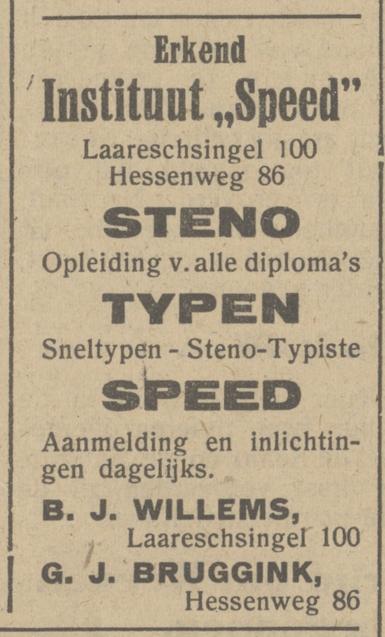 Erkend
Instituut „Speed”
Laareschsingel 100
Hessenweg 86
STENO
Opleiding v. alle diploma's
TYPEN
Sneltypen - Steno-Typiste
SPEED
Aanmelding en inlichtin-
gen dagelijks.
B. J. WILLEMS,
Laareschsingel 100
G. J. BRUGGINK,
Hessenweg 86